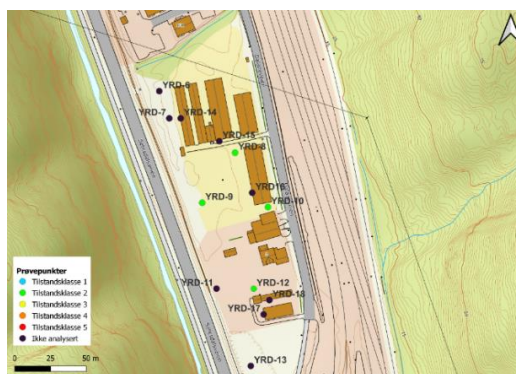 YRD-6
YRD-7
YRD-14
YRD-15
YRD-8
YRD16
YRD-9
YRD-10
YRD-11
YRD-12
YRD-18
YRD-17
YRD-13
Prøvepunkter
Tilstandsklasse 1
Tilstandsklasse 2
Tilstandsklasse 3
Tilstandsklasse 4
Tilstandsklasse 5
Ikke analysert
0 25 50 m